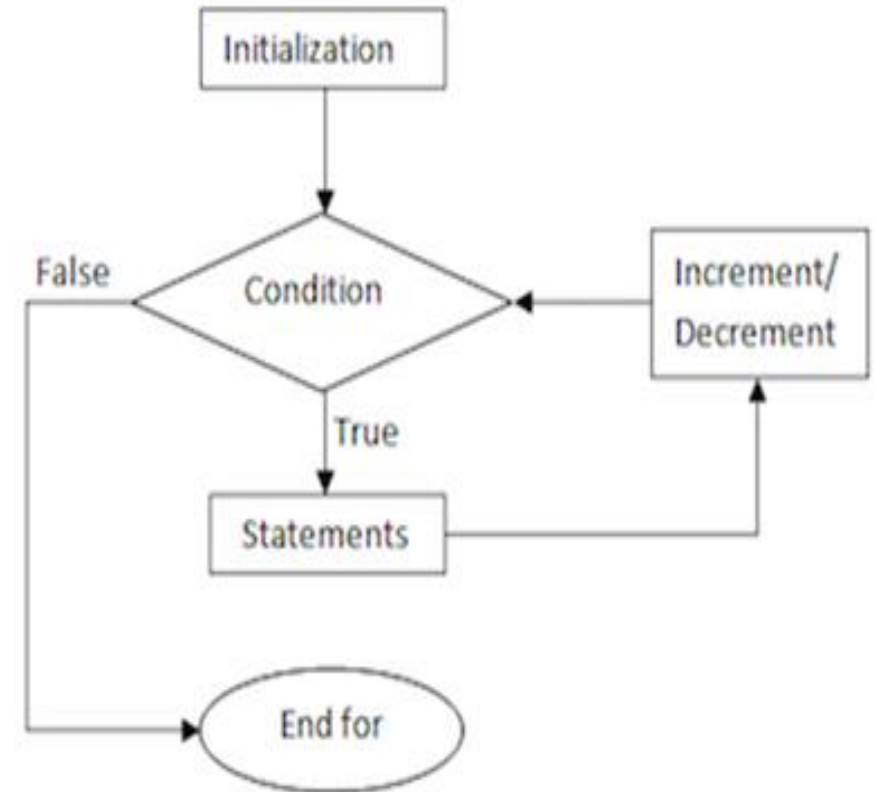 Initialization
False
Condition
Increment/
Decrement
True
Statements
End for